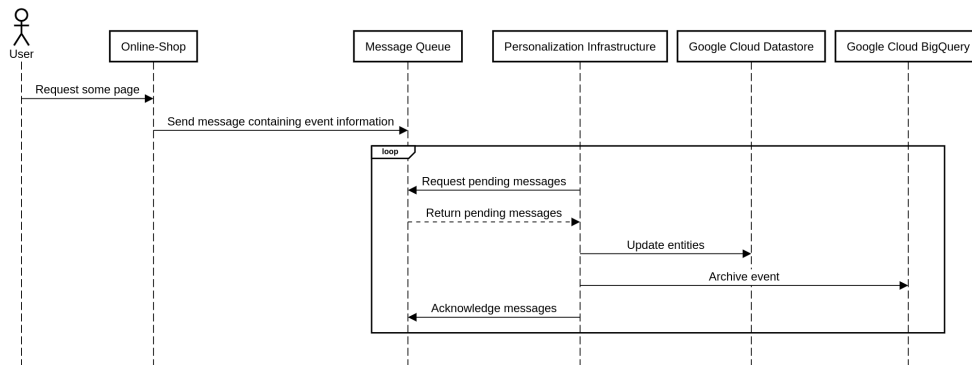 User
Online-Shop
Message Queue
Personalization Infrastructure
Google Cloud Datastore
Google Cloud BigQuery
Request some page
Send message containing event information
loop
Request pending messages
Return pending messages
Update entities
Archive event
Acknowledge messages